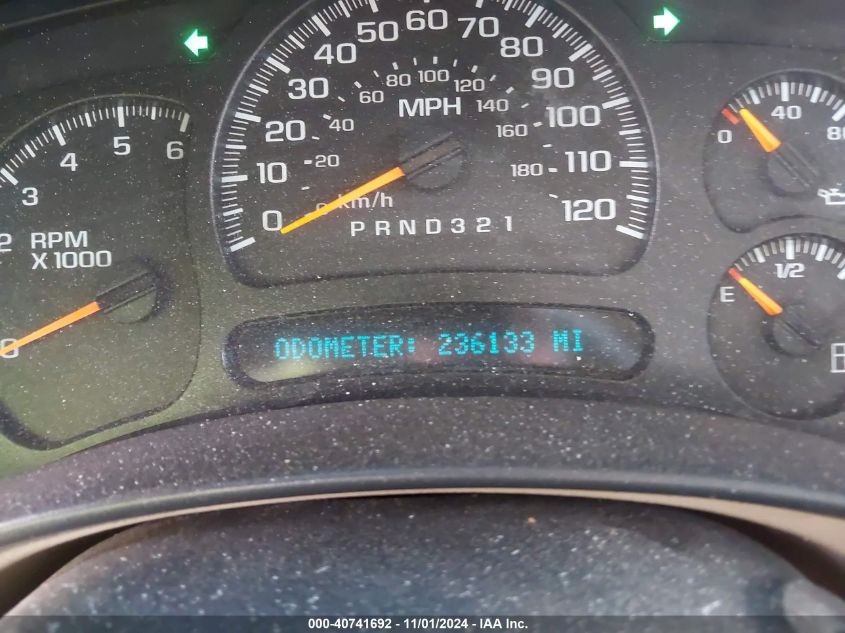 10 20 30 40 50 60 70 80 90 100 110 120
0
20 40 60 80 100 120 140 160 180
MPH
km/h
PRND321
0 2 3 4 5 6
RPM
X1000
0 40 80
E 1/2
ODOMETER: 236133 MI
000-40741692 - 11/01/2024 - IAA Inc.